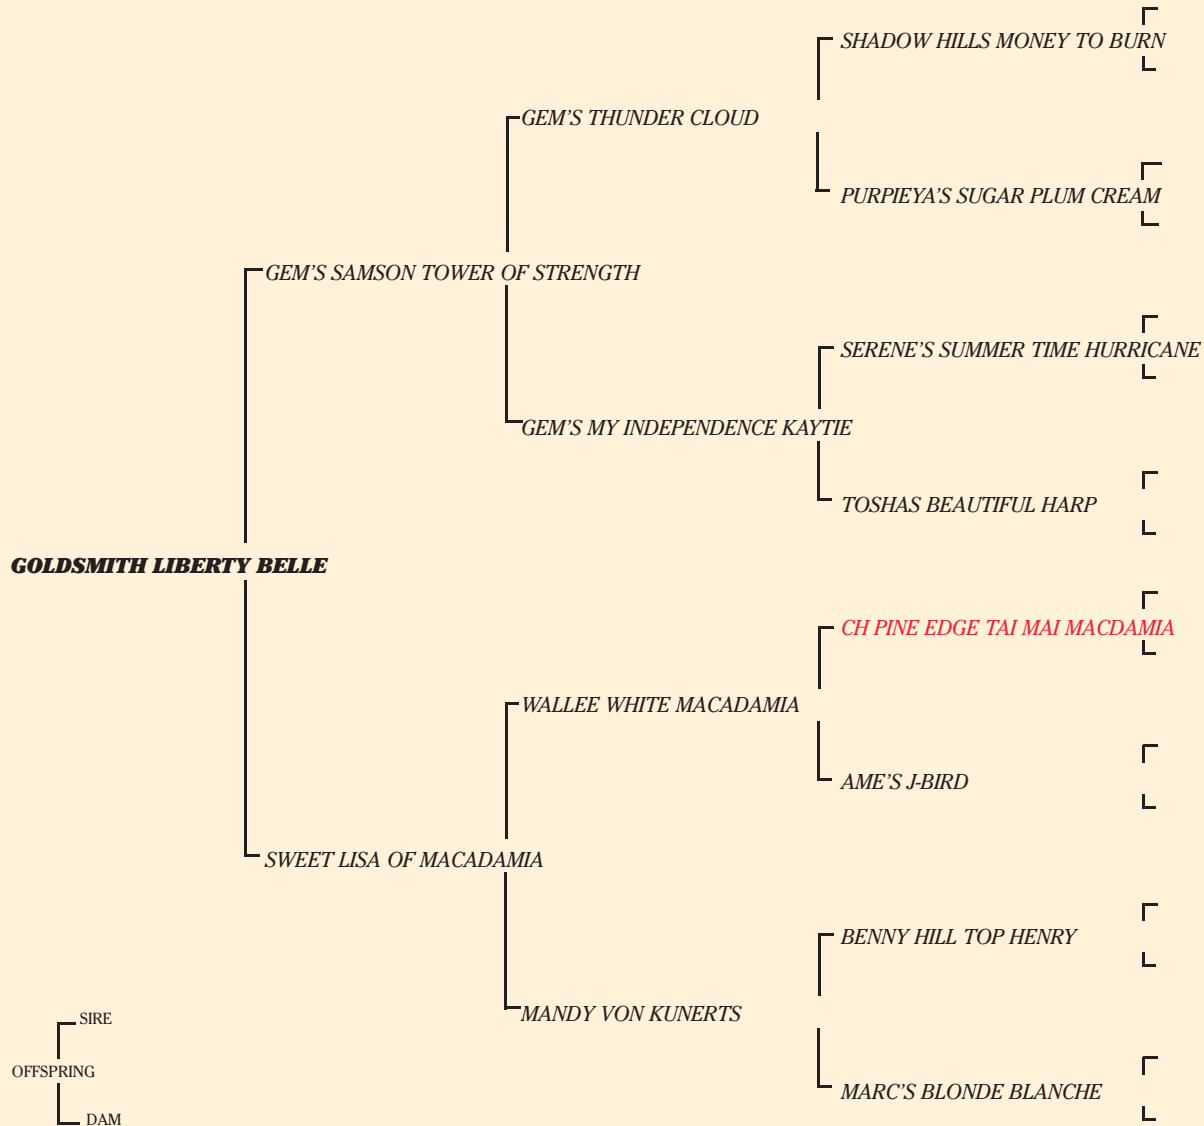 SHADOW HILLS MONEY TO BURN
GEM'S THUNDER CLOUD
PURPIEYA'S SUGAR PLUM CREAM
GEM'S SAMSON TOWER OF STRENGTH
SERENE'S SUMMER TIME HURRICANE
GEM'S MY INDEPENDENCE KAYTIE
TOSHAS BEAUTIFUL HARP
GOLDSMITH LIBERTY BELLE
CH PINE EDGE TAI MAI MACDAMIA
WALLEE WHITE MACADAMIA
AME'S J-BIRD
SWEET LISA OF MACADAMIA
BENNY HILL TOP HENRY
MANDY VON KUNERTS
MARC'S BLONDE BLANCHE
SIRE
OFFSPRING
DAM